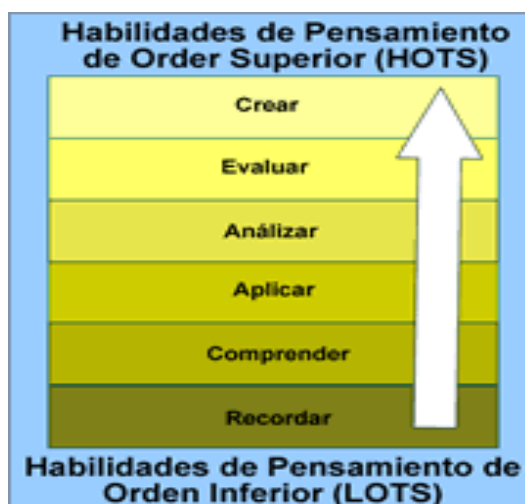 Habilidades de Pensamiento
de Order Superior (HOTS)
Crear
Evaluar
Análizar
Aplicar
Comprender
Recordar
Habilidades de Pensamiento de
Orden Inferior (LOTS)